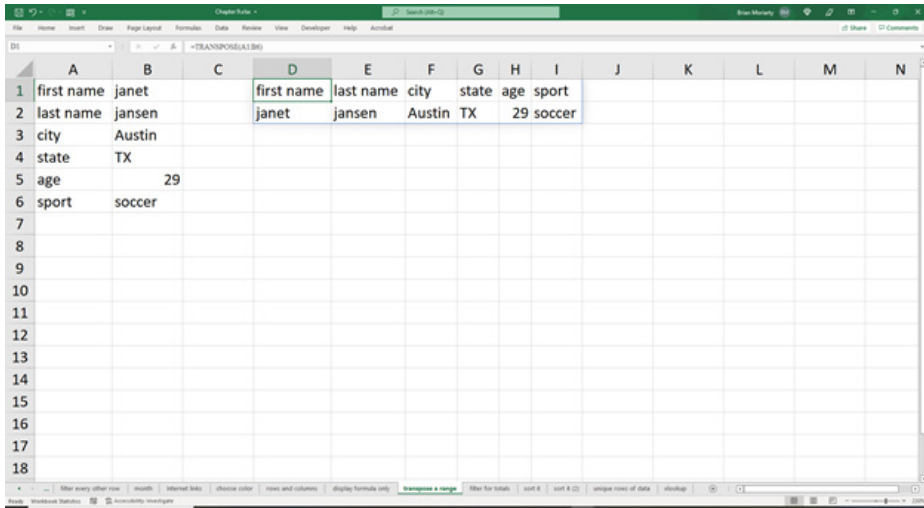 Chapter 9.xlsx
Search (Alt+Q)
Brian Moriarty
File Home Insert Draw Page Layout Formulas Data Review View Developer Help Acrobat
Share Comments
D1 =TRANSPOSE(A1:B6)
A B C D E F G H I J K L M N
1 first name janet first name last name city state age sport
2 last name jansen janet jansen Austin TX 29 soccer
3 city Austin
4 state TX
5 age 29
6 sport soccer
7
8
9
10
11
12
13
14
15
16
17
18
filter every other row month internet links choose color rows and columns display formula only transpose a range filter for totals sort it sort it (2) unique rows of data vlookup
Ready Workbook Statistics Accessibility: Investigate